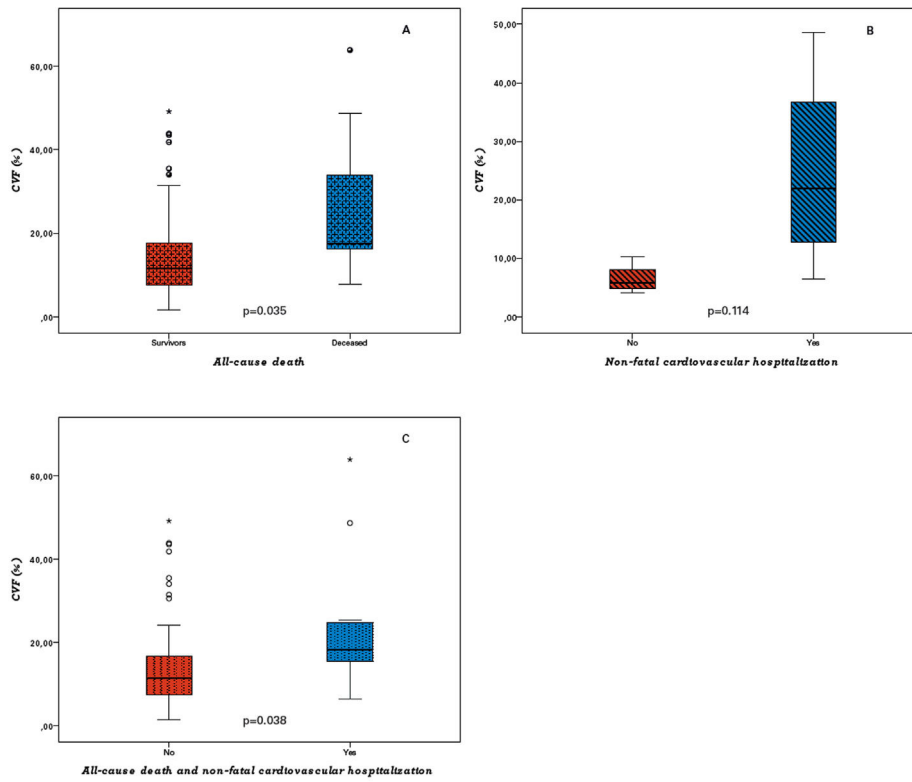 A
60,00
40,00
20,00
,00
CVF (%)
p=0.035
Survivors
Deceased
All-cause death
B
50,00
40,00
30,00
20,00
10,00
,00
CVF (%)
p=0.114
No
Yes
Non-fatal cardiovascular hospitalization
C
60,00
40,00
20,00
,00
CVF (%)
p=0.038
No
Yes
All-cause death and non-fatal cardiovascular hospitalization